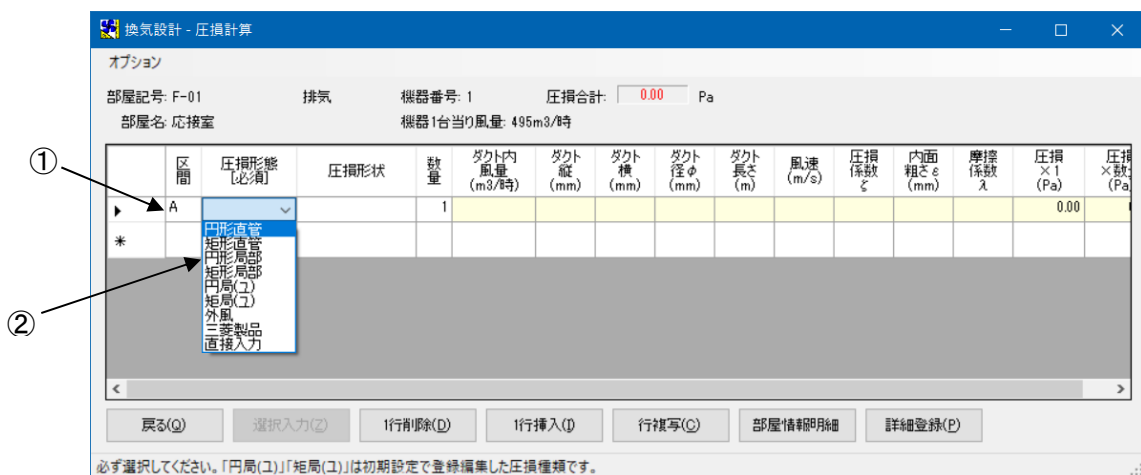 換気設計 - 圧損計算
オプション
部屋記号: F-01 排気 機器番号: 1 圧損合計: 0.00 Pa
部屋名: 応接室 機器1台当り風量: 495m3/時
区間 圧損形態[必須] 圧損形状 数量 ダクト内風量(m3/時) ダクト縦(mm) ダクト横(mm) ダクト径φ(mm) ダクト長さ(m) 風速(m/s) 圧損係数ζ 内面粗さε(mm) 摩擦係数λ 圧損×1(Pa) 圧損×数(Pa
① A 1 0.00
円形直管
矩形直管
円形局部
矩形局部
円局(ユ)
矩局(ユ)
外風
三菱製品
直接入力
②
戻る(Q) 選択入力(Z) 1行削除(D) 1行挿入(I) 行複写(C) 部屋情報明細 詳細登録(P)
必ず選択してください。「円局(ユ)」「矩局(ユ)」は初期設定で登録編集した圧損種類です。